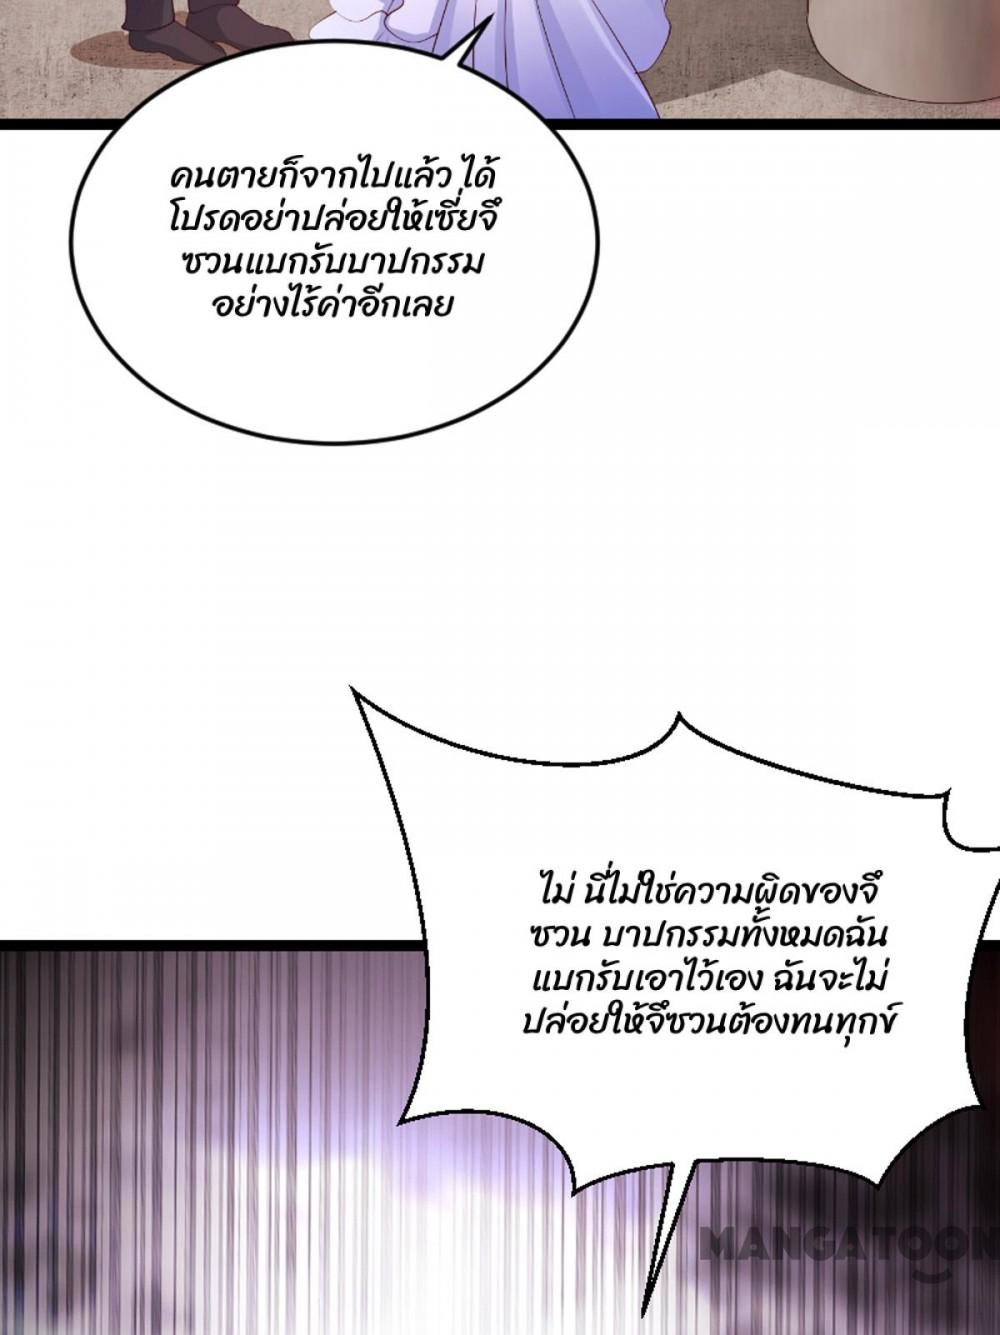 คนตายก็จากไปแล้ว ได้
โปรดอย่าปล่อยให้เซี่ยจื๊
ซวนแบกรับบาปกรรม
อย่างไร้ค่าอีกเลย
ไม่ นี่ไม่ใช่ความผิดของจื๊
ซวน บาปกรรมทั้งหมดฉัน
แบกรับเอาไว้เอง ฉันจะไม่
ปล่อยให้จื๊ซวนต้องทนทุกข์
MANGATOON